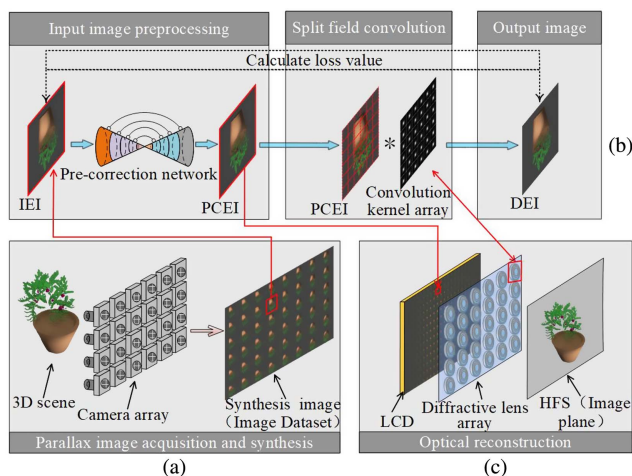 Input image preprocessing
Split field convolution
Output image
Calculate loss value
*
(b)
Pre-correction network
IEI
PCEI
PCEI
Convolution
kernel array
DEI
3D scene
Camera array
Synthesis image
(Image Dataset)
LCD
Diffractive lens
array
HFS (Image
plane)
Parallax image acquisition and synthesis
Optical reconstruction
(a)
(c)